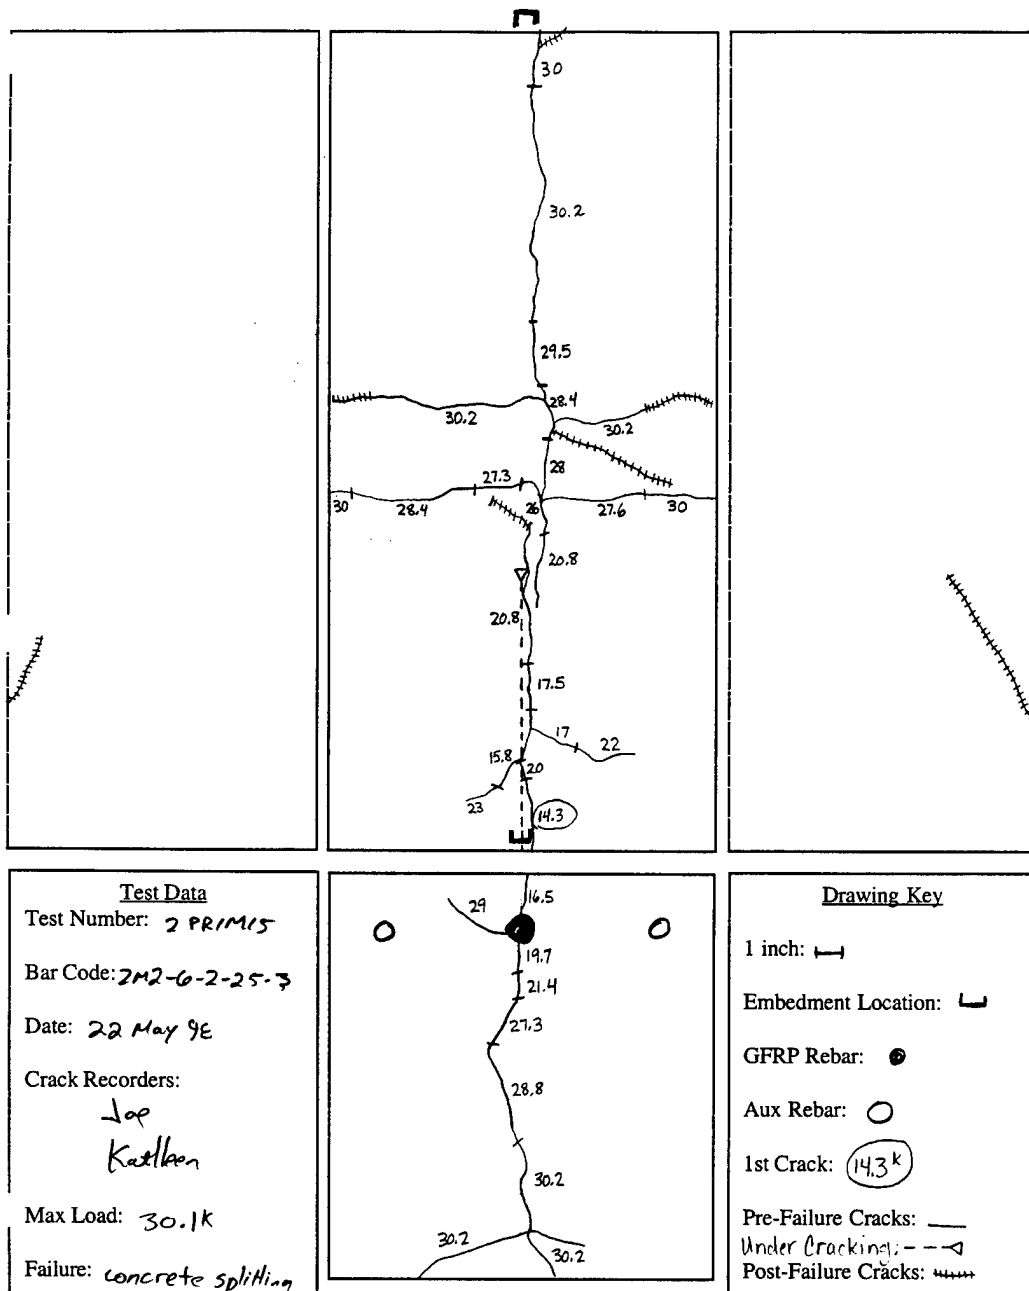 30
30.2
29.5
28.4
30.2
30.2
28
27.3
30
28.4
26
27.6
30
20.8
20.8
17.5
17
22
15.8
20
23
14.3
Test Data
Test Number: 2 PRIM15
Bar Code: 2M2-6-2-25-3
Date: 22 May
Crack Recorders:
Joe
Kathleen
Max Load: 30.1K
Failure: concrete splitting
16.5
29
19.7
21.4
27.3
28.8
30.2
30.2
30.2
Drawing Key
1 inch:
Embedment Location:
GFRP Rebar:
Aux Rebar:
1st Crack: 14.3 K
Pre-Failure Cracks:
Under Cracking:
Post-Failure Cracks: